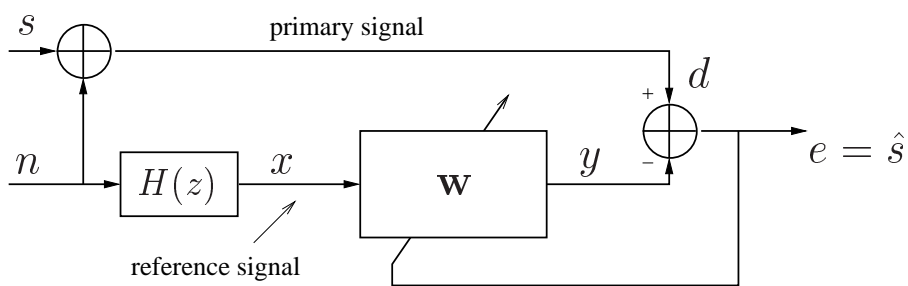 s
primary signal
d
+
n
H(z)
x
w
y
−
e = ŝ
reference signal